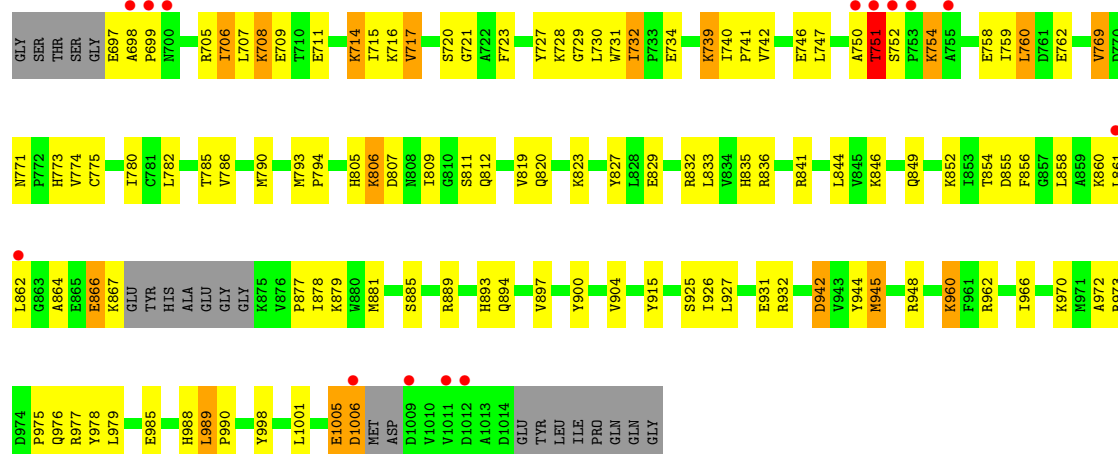 GLY SER THR SER GLY E697 A698 P699 N700 R705 I706 L707 K708 E709 T710 E711 K714 I715 K716 V717 S720 G721 A722 F723 Y727 K728 G729 L730 W731 I732 P733 E734 K739 I740 P741 V742 E746 L747 A750 T751 S752 P753 K754 A755 E758 I759 L760 D761 E762 V769 D770
N771 P772 H773 V774 C775 I780 C781 L782 T785 V786 M790 M793 P794 H805 K806 D807 N808 I809 G810 S811 Q812 V819 Q820 K823 Y827 L828 E829 R832 L833 V834 H835 R836 R841 L844 V845 K846 Q849 K852 I853 T854 D855 F856 G857 L858 A859 K860 L861
L862 G863 A864 E865 E866 K867 GLU TYR HIS ALA GLU GLY GLY K875 V876 P877 I878 K879 W880 M881 S885 R889 H893 Q894 V897 Y900 V904 Y915 S925 I926 L927 E931 R932 D942 V943 Y944 M945 R948 K960 F961 R962 I966 K970 M971 A972 R973
D974 P975 Q976 R977 Y978 L979 E985 H988 L989 P990 Y998 L1001 E1005 D1006 MET ASP D1009 V1010 V1011 D1012 A1013 D1014 GLU TYR LEU ILE PRO GLN GLN GLY